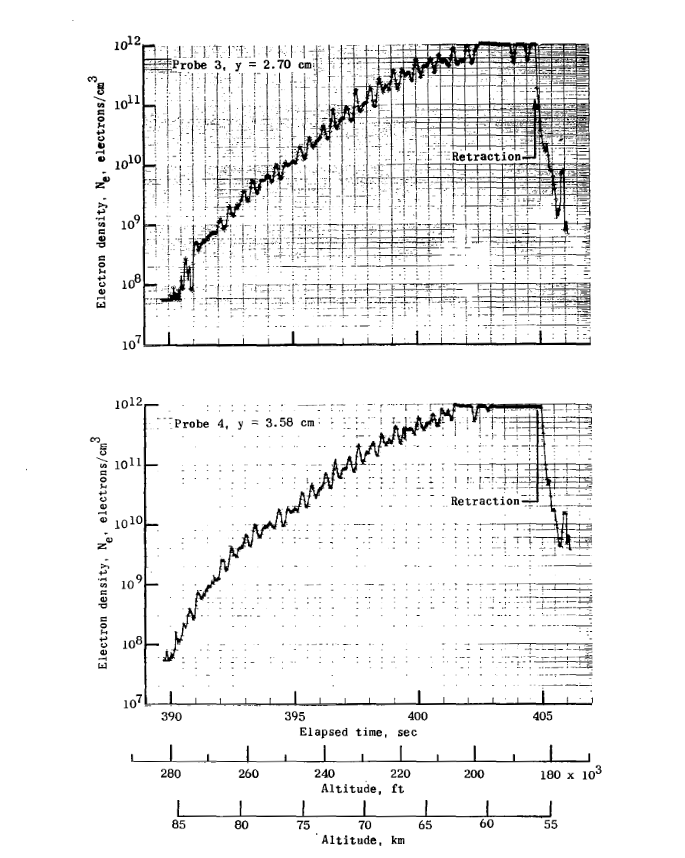 10¹²
Probe 3, y = 2.70 cm
10¹¹
10¹⁰
Retraction
10⁹
10⁸
10⁷
Electron density, Nₑ, electrons/cm³
10¹²
Probe 4, y = 3.58 cm
10¹¹
Retraction
10¹⁰
10⁹
10⁸
10⁷
Electron density, Nₑ, electrons/cm³
390 395 400 405
Elapsed time, sec
280 260 240 220 200 180 x 10³
Altitude, ft
85 80 75 70 65 60 55
Altitude, km